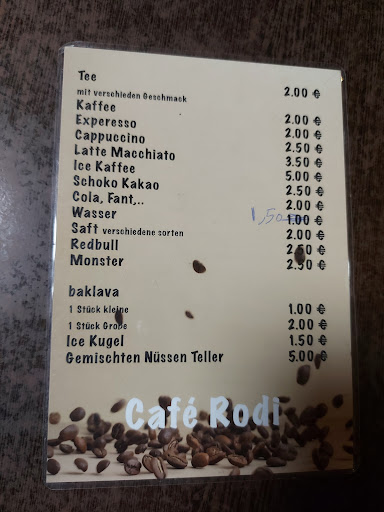 Tee
mit verschieden Geschmack 2.00 €
Kaffee 2.00 €
Experesso 2.00 €
Cappuccino 2.50 €
Latte Macchiato 3.50 €
Ice Kaffee 5.00 €
Schoko Kakao 2.50 €
Cola, Fant,.. 2.00 €
Wasser 1,50 1.00 €
Saft verschiedene sorten 2.00 €
Redbull 2.50 €
Monster 2.50 €
baklava
1 Stück kleine 1.00 €
1 Stück Große 2.00 €
Ice Kugel 1.50 €
Gemischten Nüssen Teller 5.00 €
Café Rodi